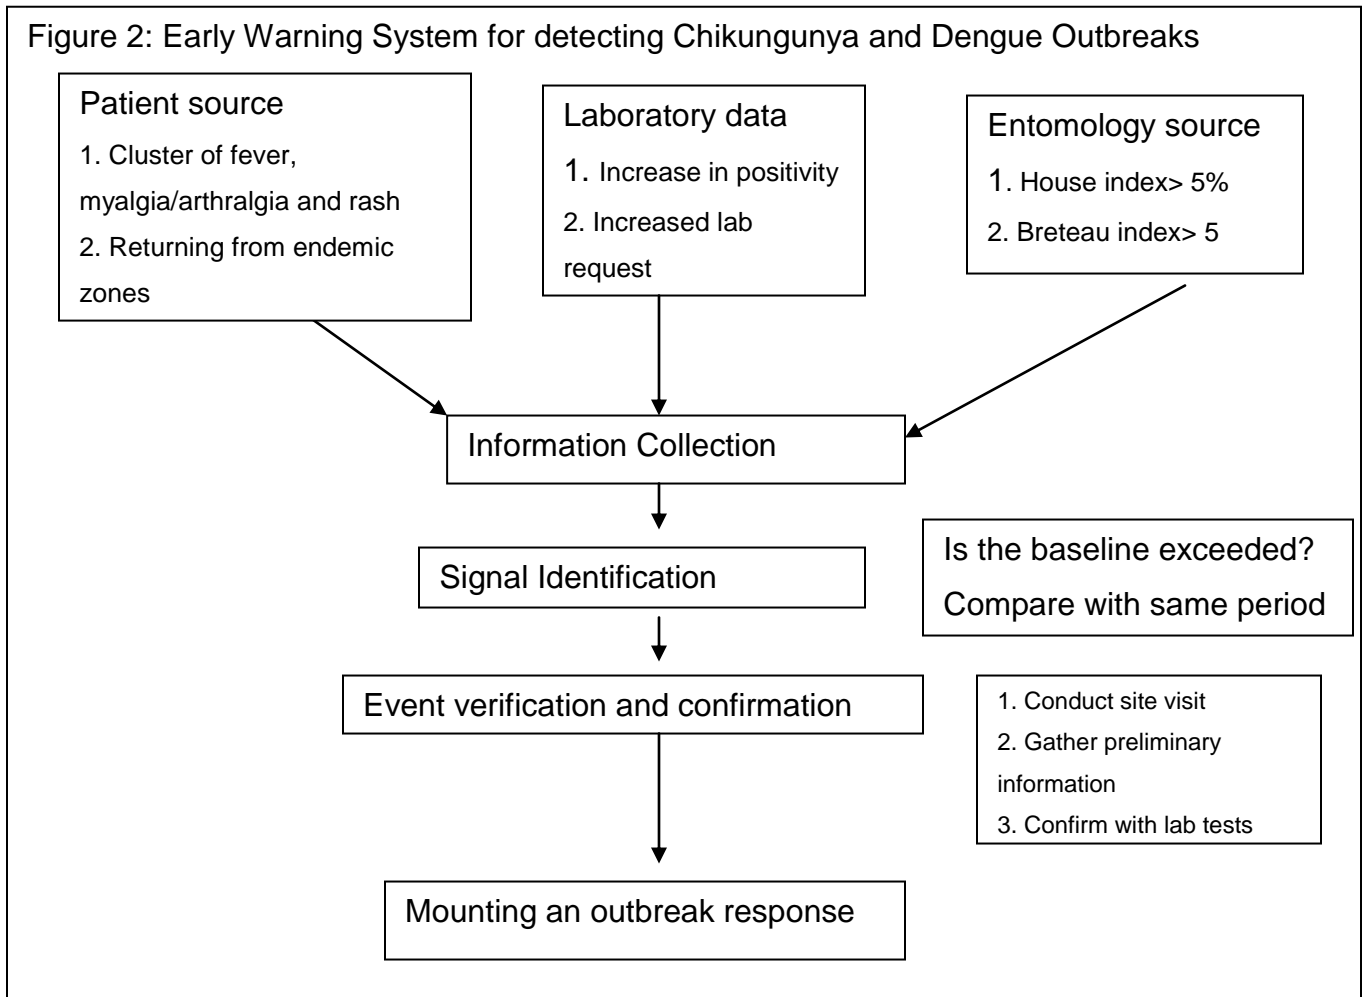 Figure 2: Early Warning System for detecting Chikungunya and Dengue Outbreaks
Patient source
1. Cluster of fever,
myalgia/arthralgia and rash
2. Returning from endemic
zones
Laboratory data
1. Increase in positivity
2. Increased lab
request
Entomology source
1. House index> 5%
2. Breteau index> 5
Information Collection
Signal Identification
Is the baseline exceeded?
Compare with same period
Event verification and confirmation
1. Conduct site visit
2. Gather preliminary
information
3. Confirm with lab tests
Mounting an outbreak response